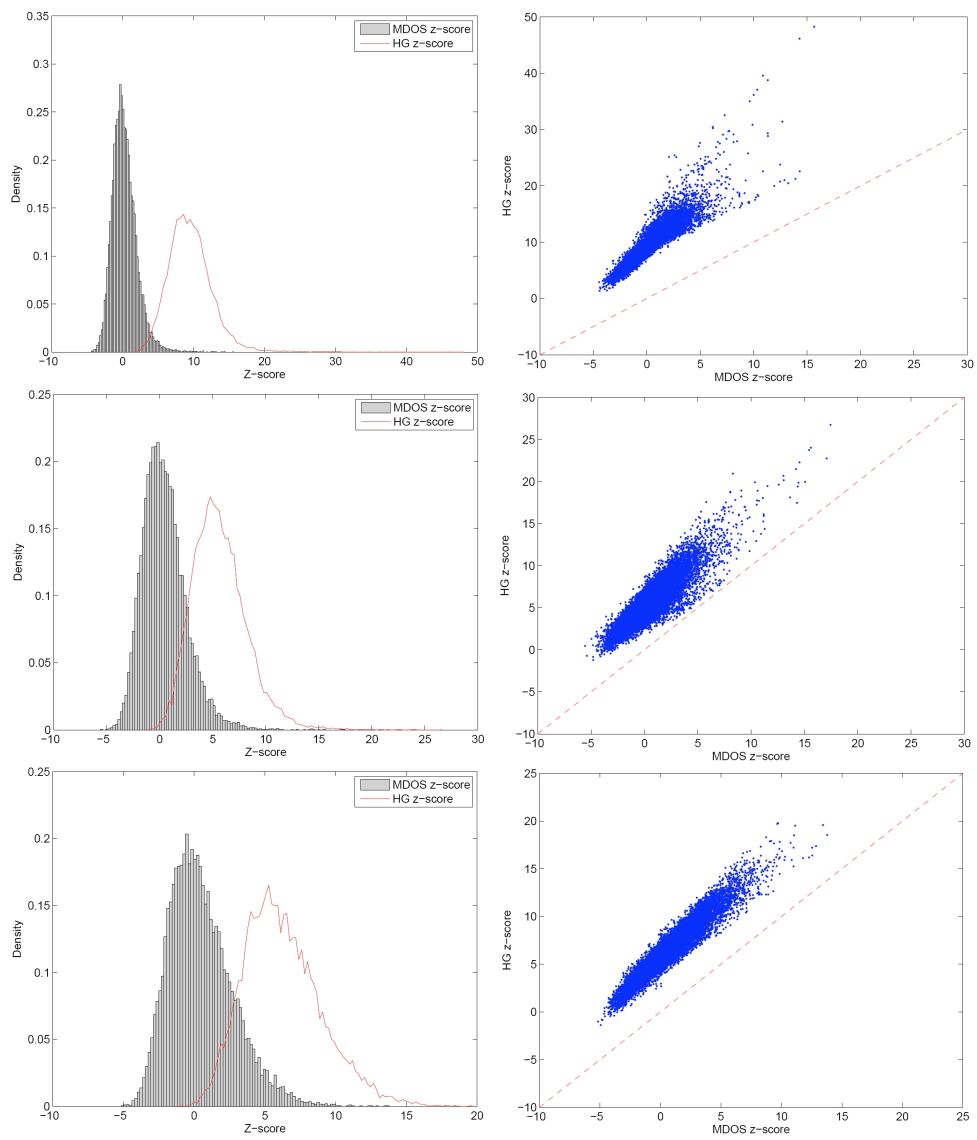 0.35
0.3
0.25
0.2
0.15
0.1
0.05
0
−10 0 10 20 30 40 50
Density
Z−score
MDOS z−score
HG z−score
50
40
30
20
10
0
−10
−10 −5 0 5 10 15 20 25 30
HG z−score
MDOS z−score
0.25
0.2
0.15
0.1
0.05
0
−10 −5 0 5 10 15 20 25 30
Density
Z−score
MDOS z−score
HG z−score
30
25
20
15
10
5
0
−5
−10
−10 −5 0 5 10 15 20 25 30
HG z−score
MDOS z−score
0.25
0.2
0.15
0.1
0.05
0
−10 −5 0 5 10 15 20
Density
Z−score
MDOS z−score
HG z−score
25
20
15
10
5
0
−5
−10
−10 −5 0 5 10 15 20 25
HG z−score
MDOS z−score